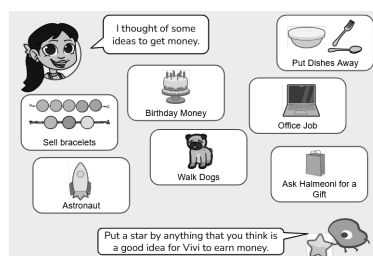 I thought of some
ideas to get money.
Put Dishes Away
Birthday Money
Office Job
Sell bracelets
Walk Dogs
Ask Halmeoni for a
Gift
Astronaut
Put a star by anything that you think is
a good idea for Vivi to earn money.